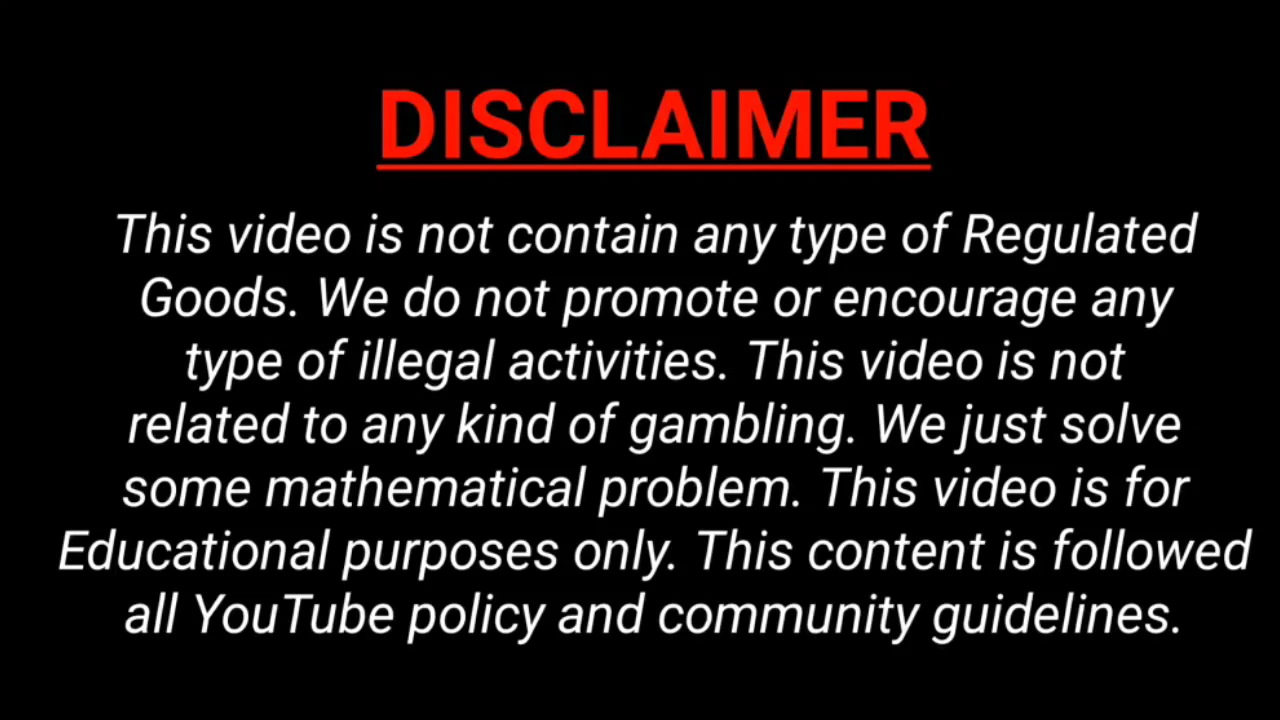 DISCLAIMER
This video is not contain any type of Regulated
Goods. We do not promote or encourage any
type of illegal activities. This video is not
related to any kind of gambling. We just solve
some mathematical problem. This video is for
Educational purposes only. This content is followed
all YouTube policy and community guidelines.